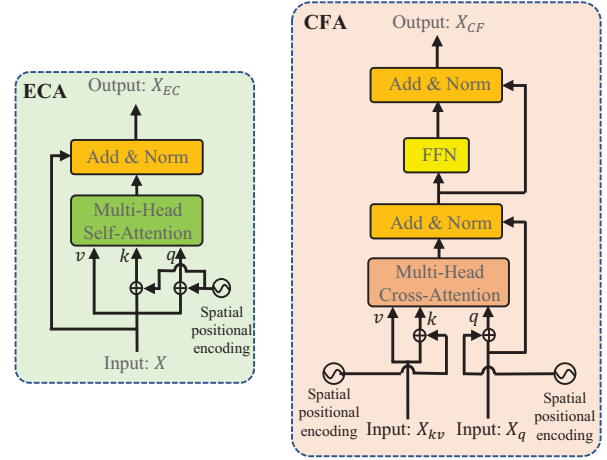 ECA
Output: X_EC
Add & Norm
Multi-Head
Self-Attention
v k q
Spatial
positional
encoding
Input: X
CFA
Output: X_CF
Add & Norm
FFN
Add & Norm
Multi-Head
Cross-Attention
v k q
Spatial
positional
encoding
Input: X_kv
Input: X_q
Spatial
positional
encoding